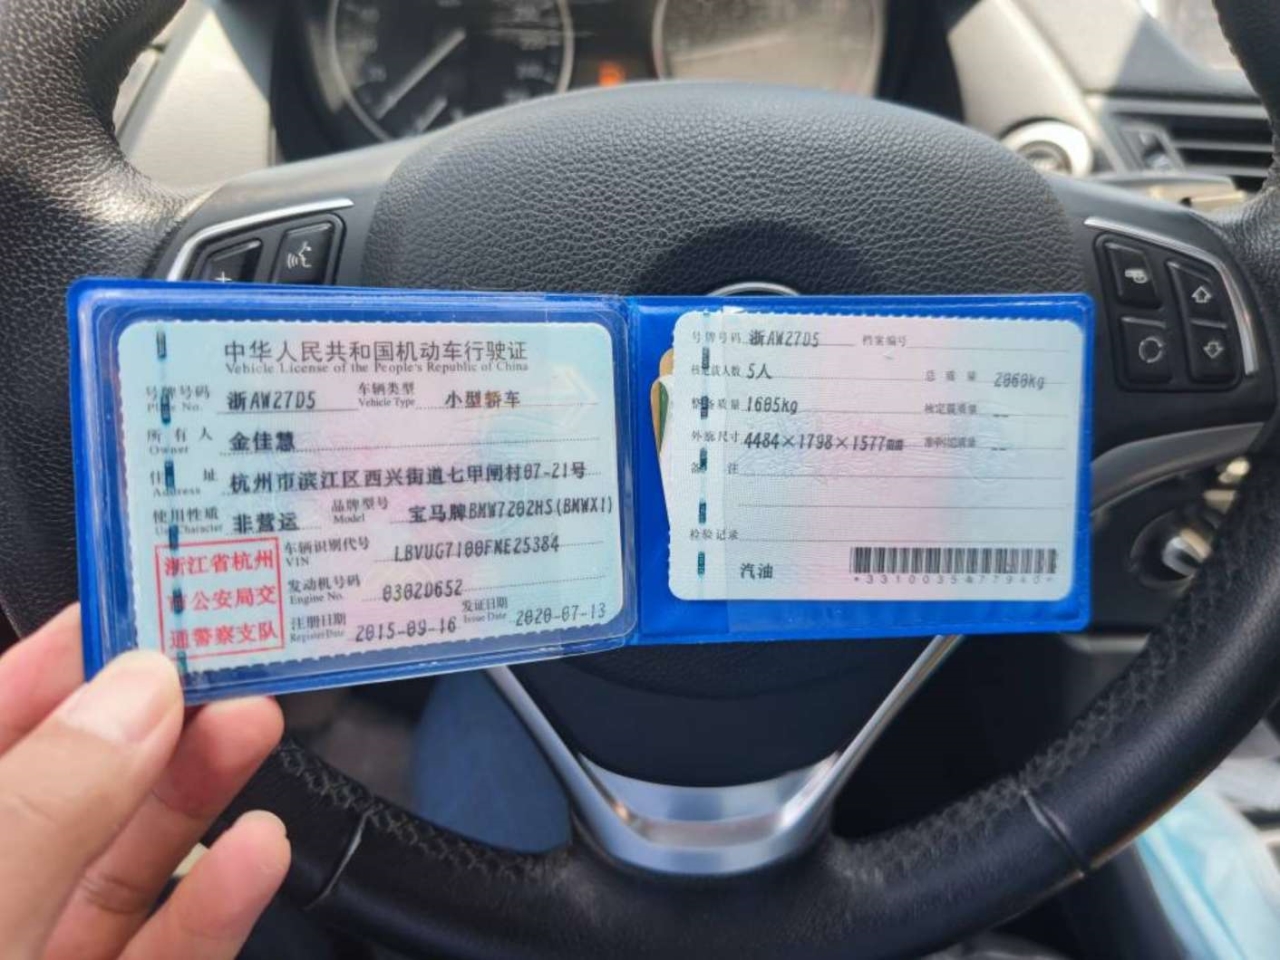 中华人民共和国机动车行驶证
Vehicle License of the People's Republic of China
号牌号码 浙AW27D5 车辆类型 小型轿车
Plate No. Vehicle Type
所有人 金佳慧
Owner
住址 杭州市滨江区西兴街道七甲闸村07-21号
Address
使用性质 非营运 品牌型号 宝马牌BMW7202HS(BMWX1)
Use Character Model
浙江省杭州
市公安局交
通警察支队
车辆识别代号 LBVUG7100FME25384
VIN
发动机号码 03020652
Engine No.
注册日期 2015-09-16 发证日期 2020-07-13
Register Date Issue Date
号牌号码 浙AW27D5 档案编号
核定载人数 5人 总质量 2060kg
整备质量 1605kg 核定载质量 --
外廓尺寸 4484×1798×1577mm 准牵引总质量 --
备注
检验记录
汽油